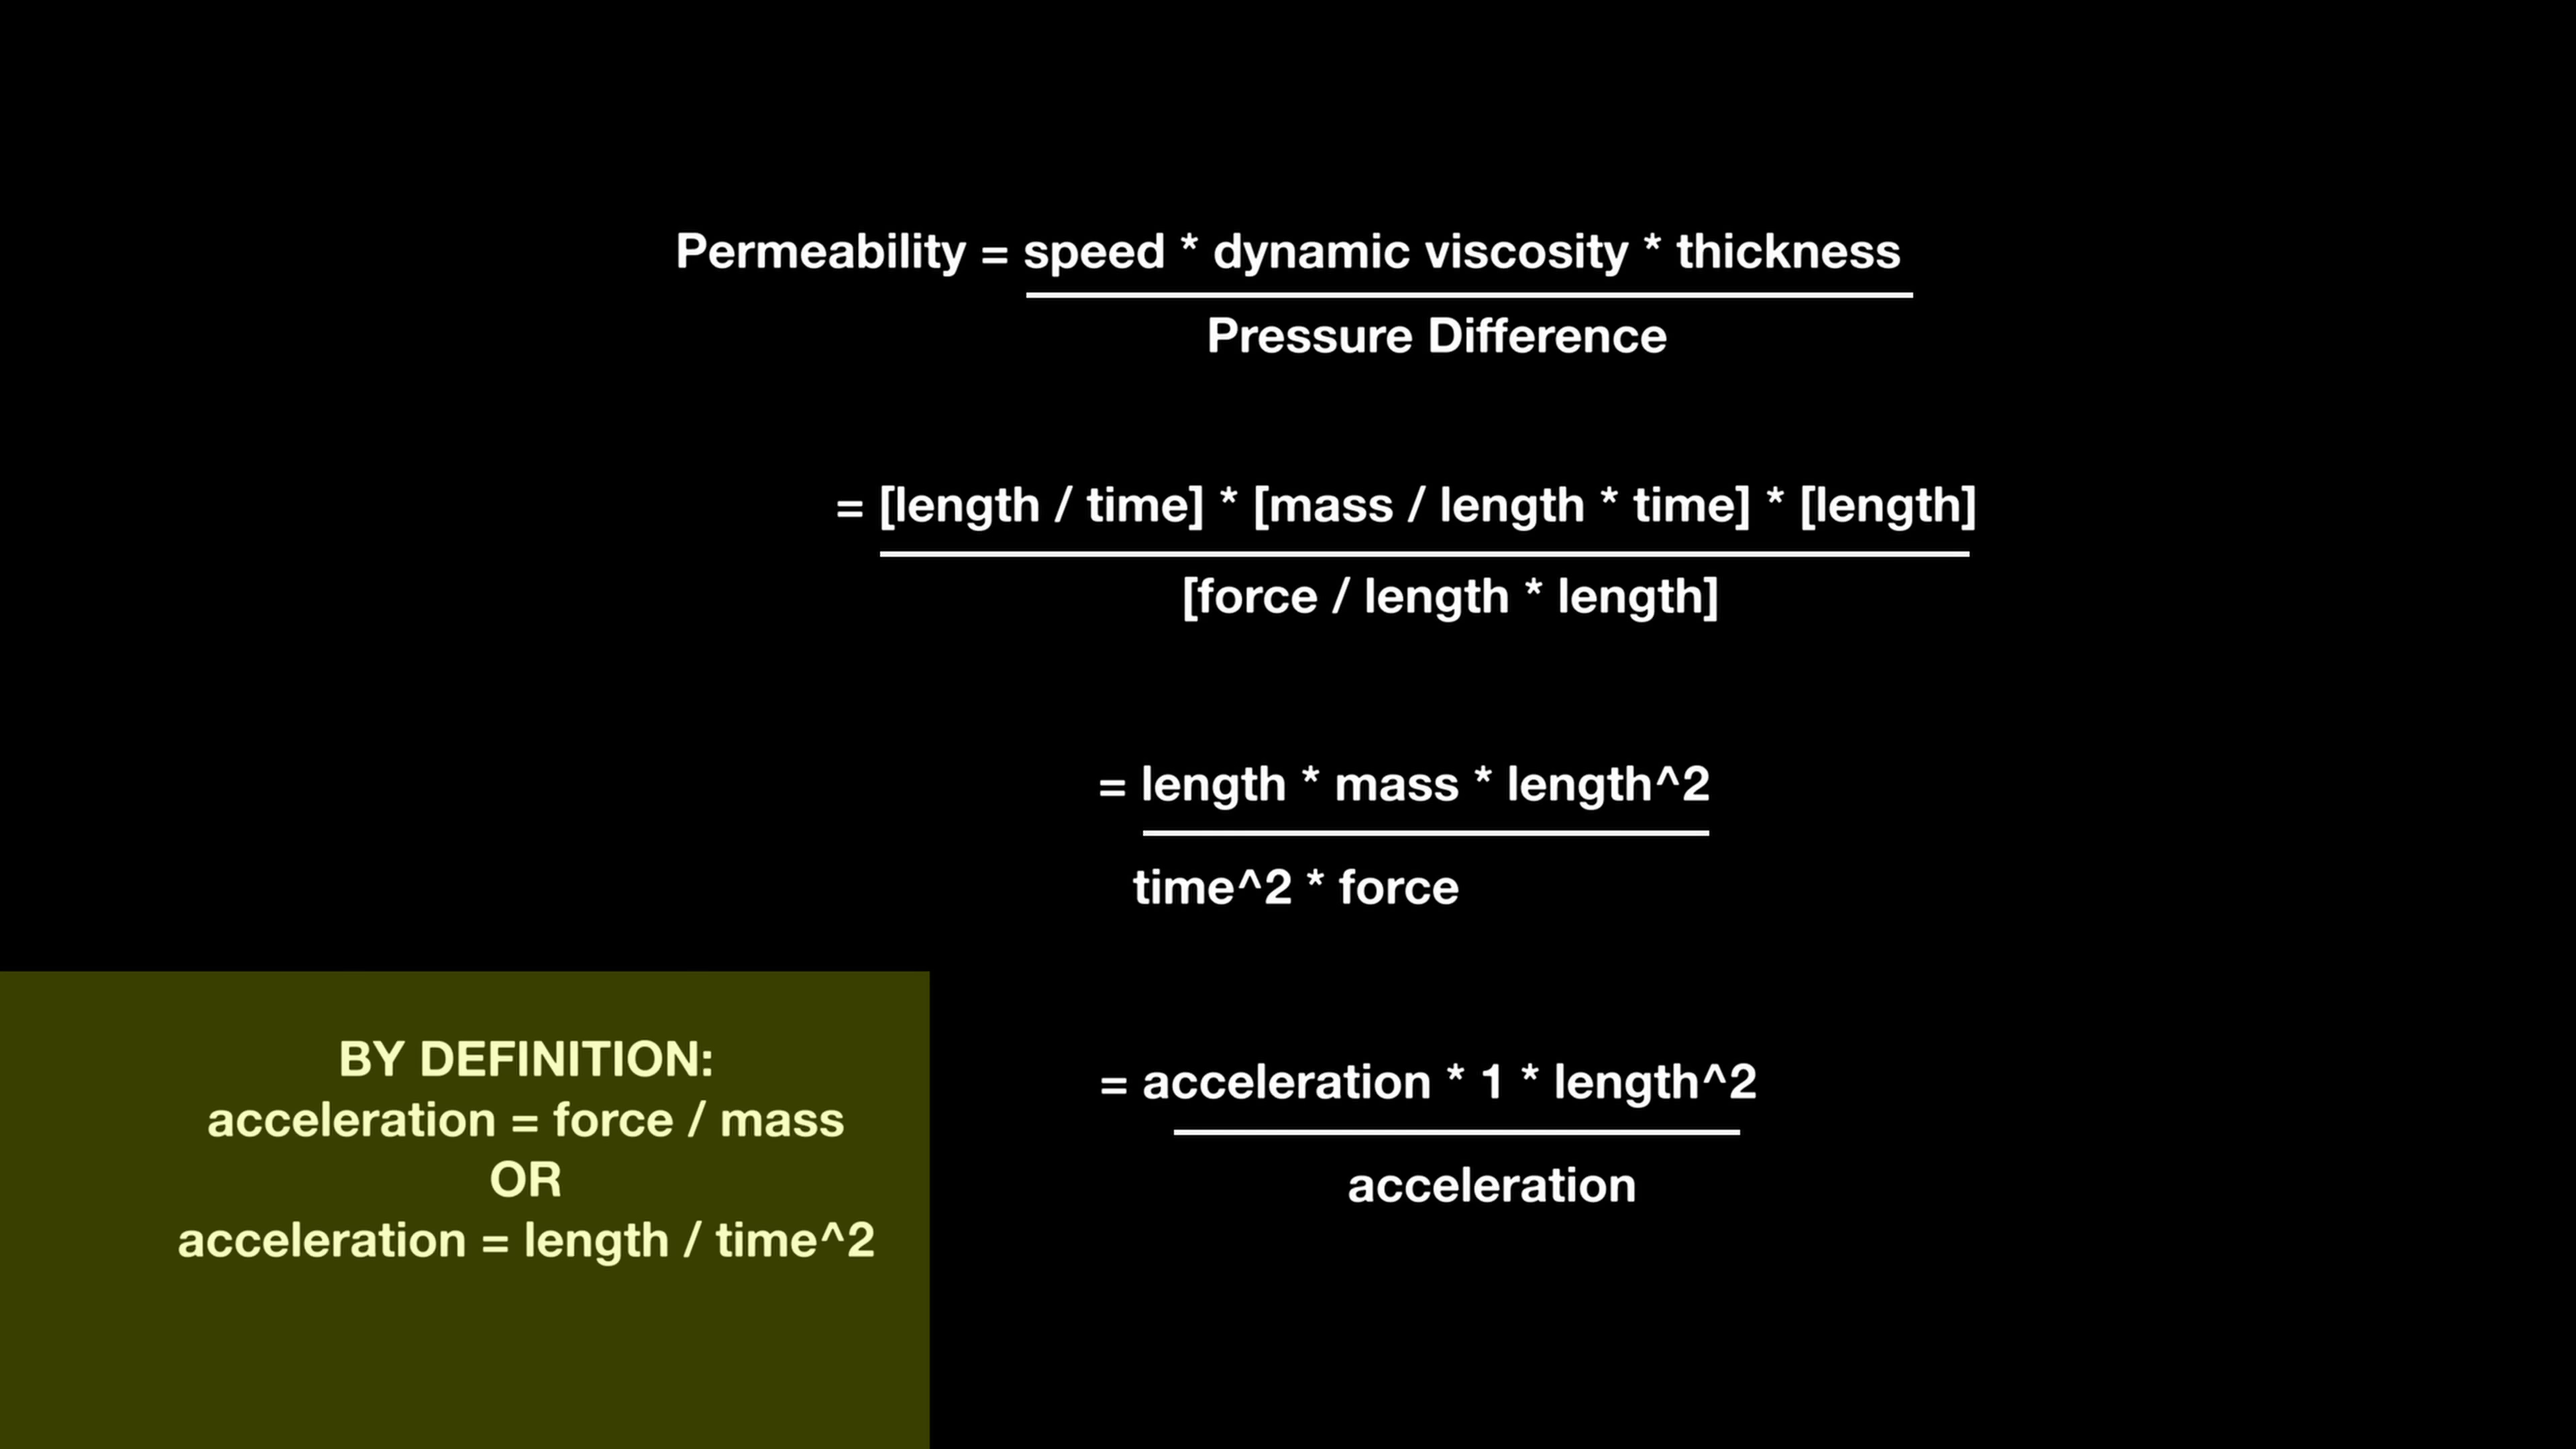 Permeability = speed * dynamic viscosity * thickness
Pressure Difference
= [length / time] * [mass / length * time] * [length]
[force / length * length]
= length * mass * length^2
time^2 * force
= acceleration * 1 * length^2
acceleration
BY DEFINITION:
acceleration = force / mass
OR
acceleration = length / time^2